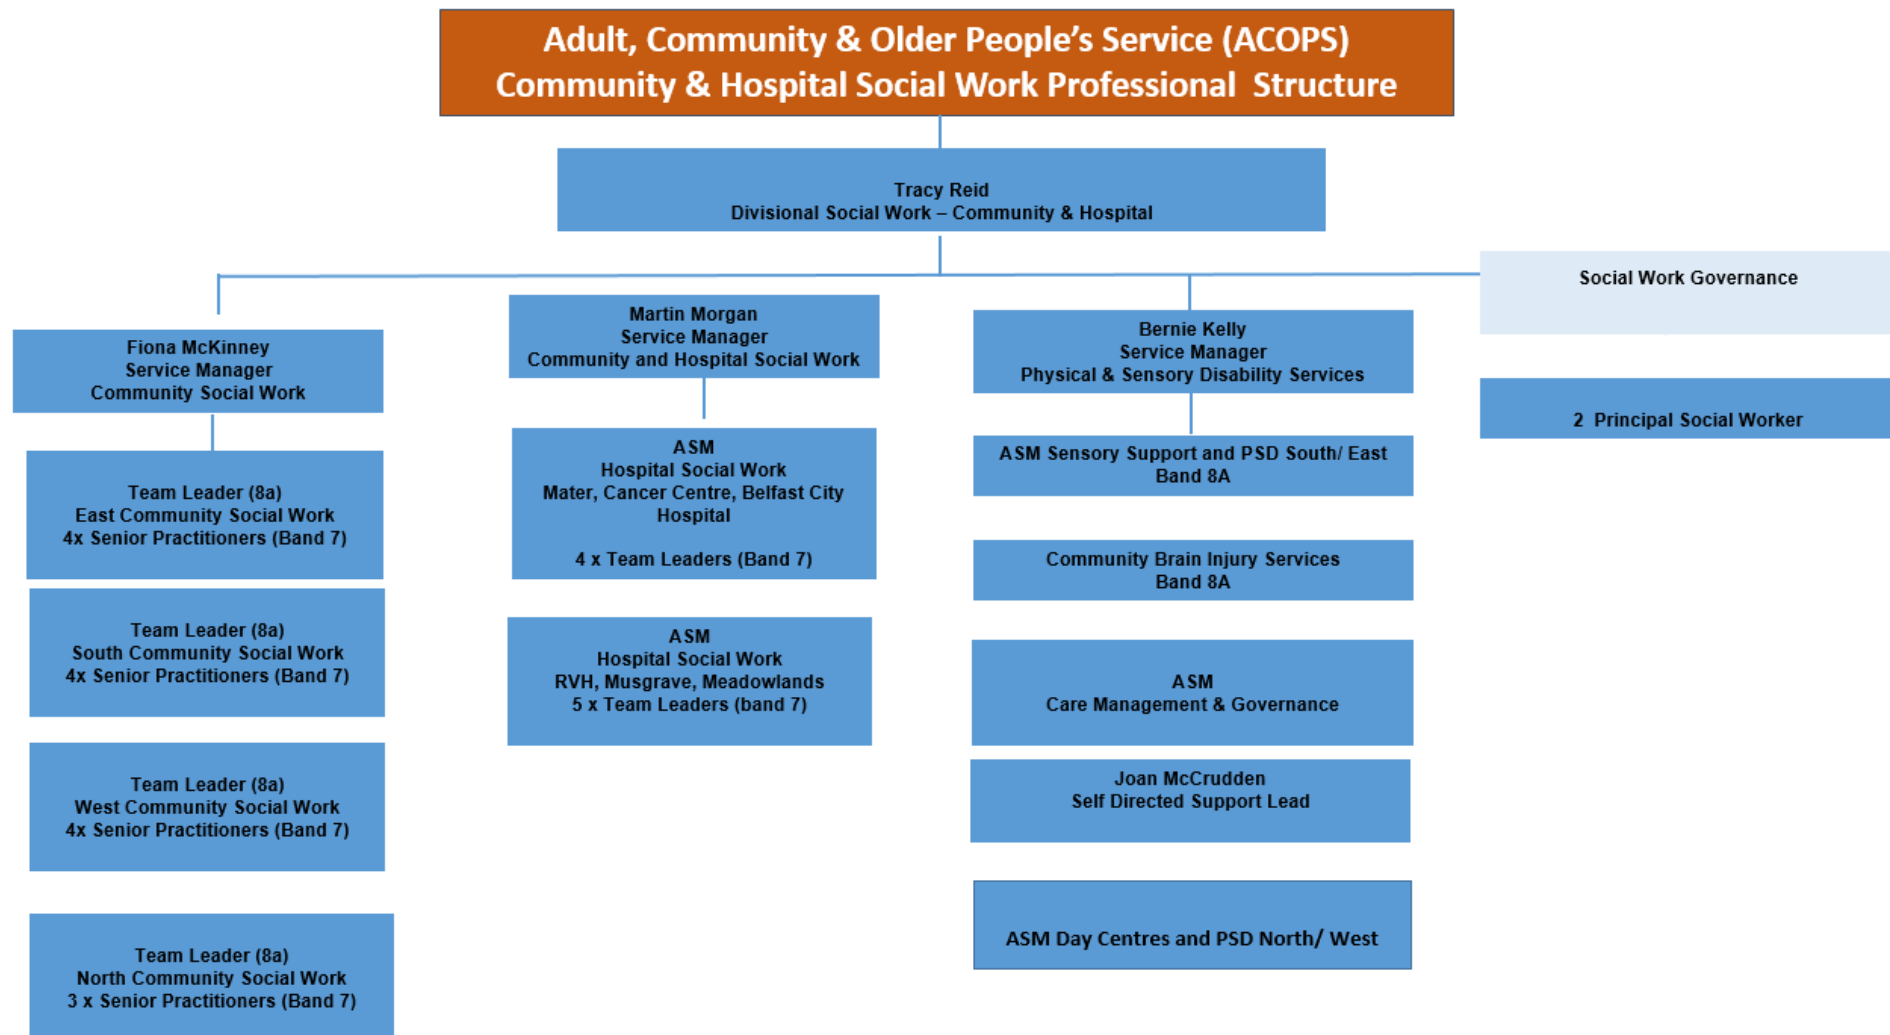 Adult, Community & Older People’s Service (ACOPS)
Community & Hospital Social Work Professional Structure
Tracy Reid
Divisional Social Work – Community & Hospital
Social Work Governance
2 Principal Social Worker
Fiona McKinney
Service Manager
Community Social Work
Team Leader (8a)
East Community Social Work
4x Senior Practitioners (Band 7)
Team Leader (8a)
South Community Social Work
4x Senior Practitioners (Band 7)
Team Leader (8a)
West Community Social Work
4x Senior Practitioners (Band 7)
Team Leader (8a)
North Community Social Work
3 x Senior Practitioners (Band 7)
Martin Morgan
Service Manager
Community and Hospital Social Work
ASM
Hospital Social Work
Mater, Cancer Centre, Belfast City
Hospital
4 x Team Leaders (Band 7)
ASM
Hospital Social Work
RVH, Musgrave, Meadowlands
5 x Team Leaders (band 7)
Bernie Kelly
Service Manager
Physical & Sensory Disability Services
ASM Sensory Support and PSD South/ East
Band 8A
Community Brain Injury Services
Band 8A
ASM
Care Management & Governance
Joan McCrudden
Self Directed Support Lead
ASM Day Centres and PSD North/ West